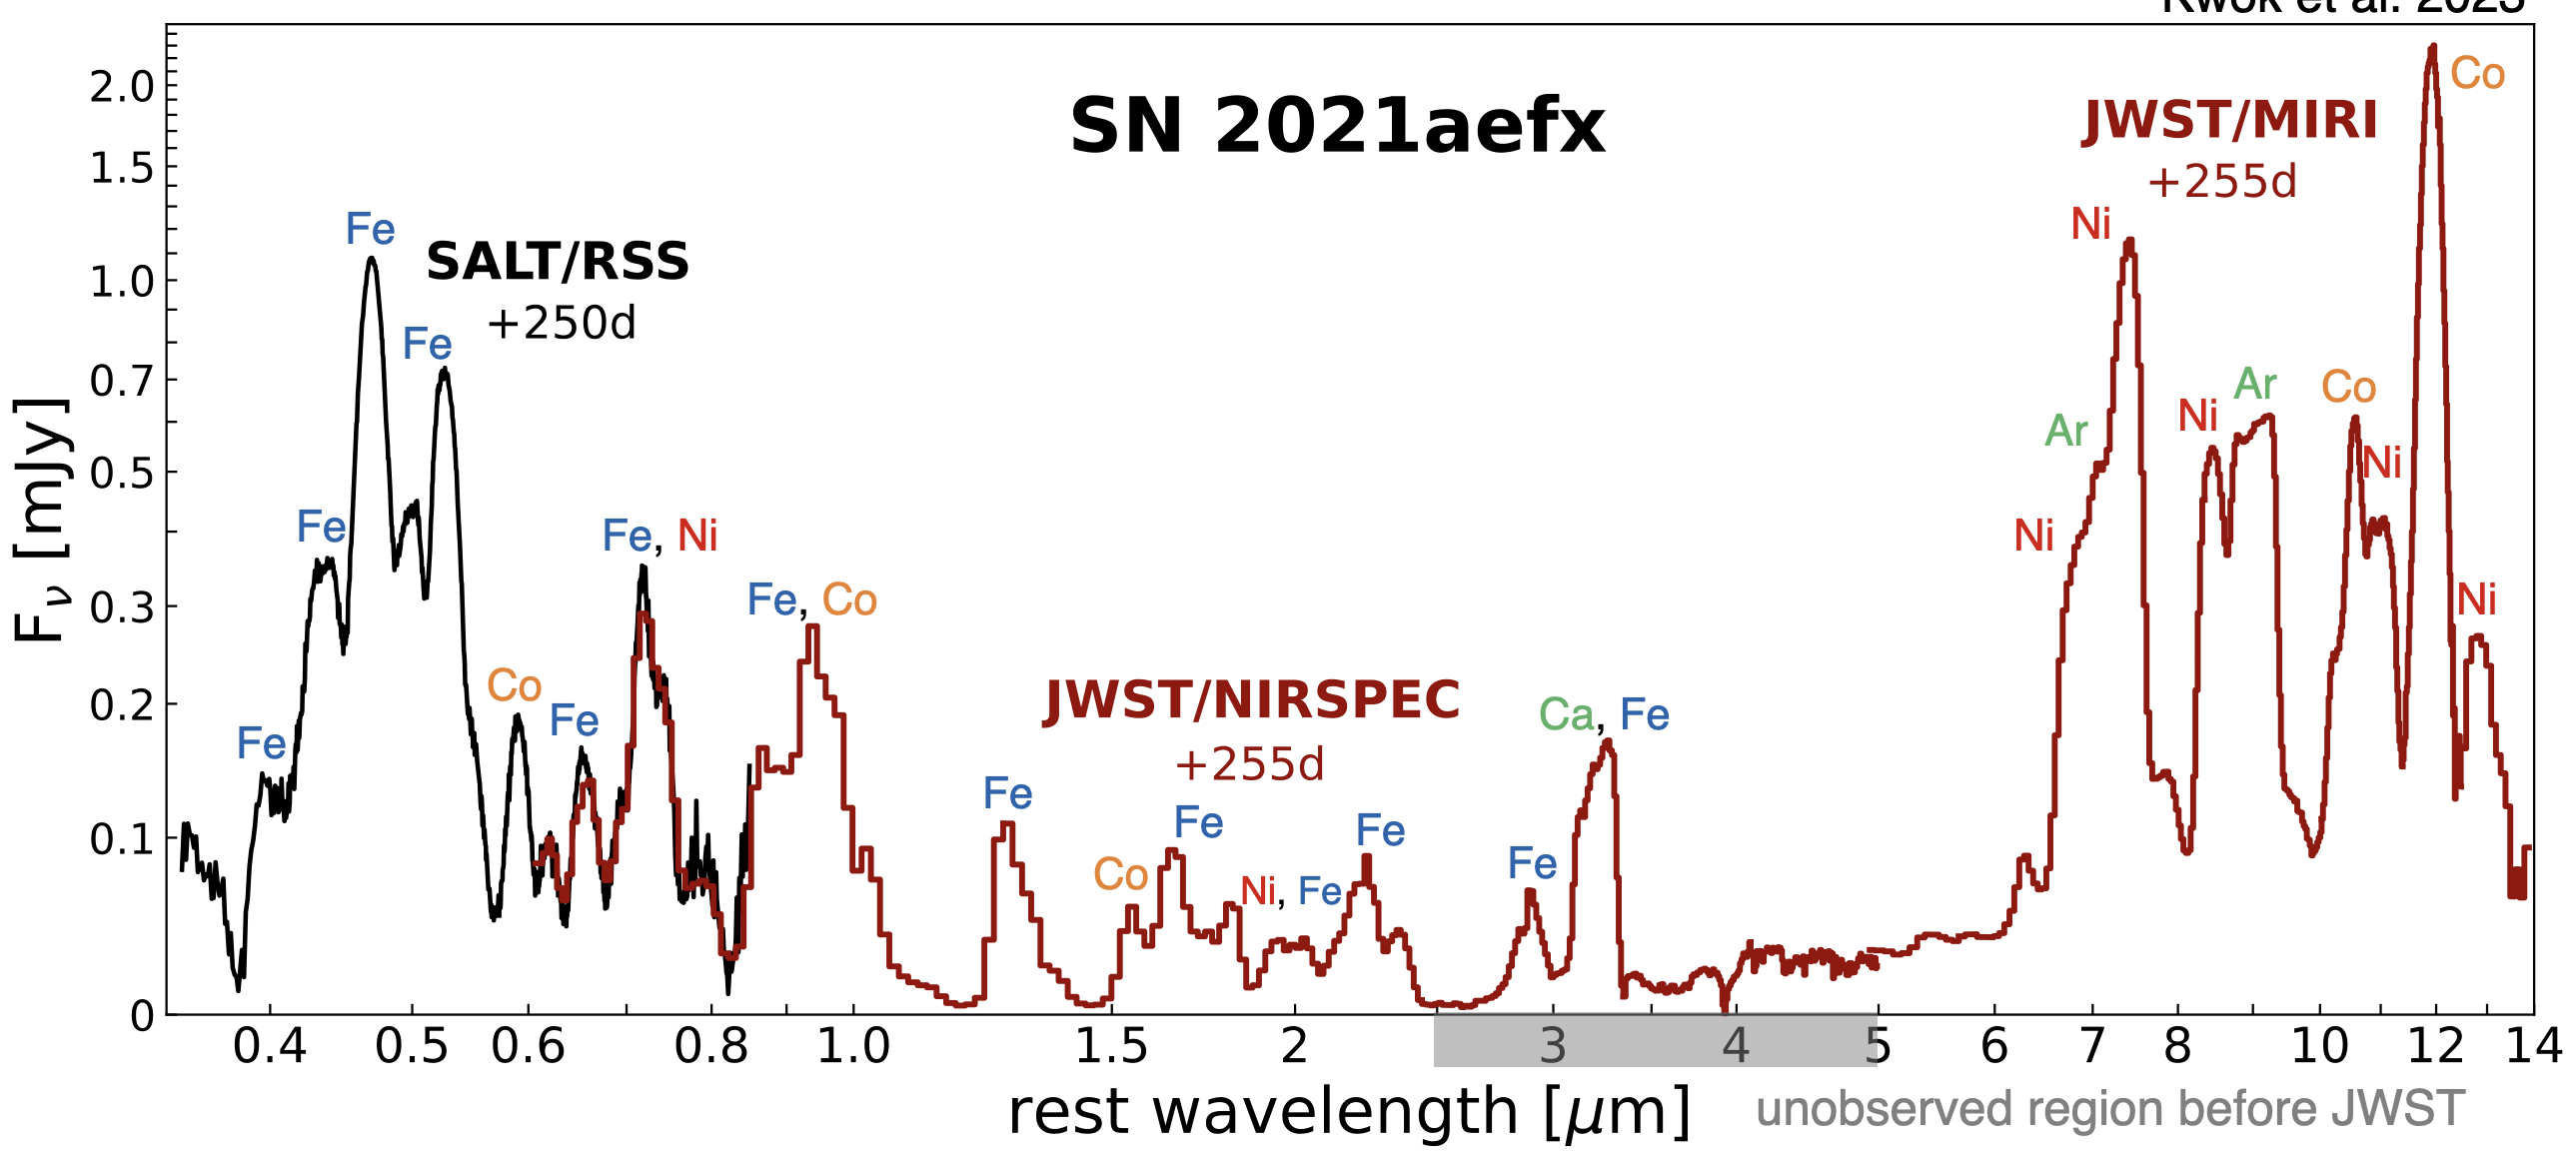 Kwok et al. 2023
SN 2021aefx
JWST/MIRI
+255d
SALT/RSS
+250d
JWST/NIRSPEC
+255d
Fe
Fe
Fe
Fe
Co
Fe
Fe, Ni
Fe, Co
Fe
Co
Fe
Ni, Fe
Fe
Fe
Ca, Fe
Ni
Ar
Ni
Ni
Ar
Co
Ni
Co
Ni
Fν [mJy]
2.0
1.5
1.0
0.7
0.5
0.3
0.2
0.1
0
0.4 0.5 0.6 0.8 1.0 1.5 2 3 4 5 6 7 8 10 12 14
rest wavelength [μm]
unobserved region before JWST